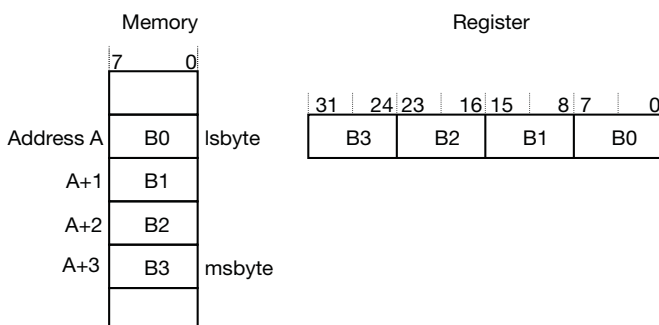 Memory
Register
7 0
31 24 23 16 15 8 7 0
Address A B0 lsbyte
B3 B2 B1 B0
A+1 B1
A+2 B2
A+3 B3 msbyte